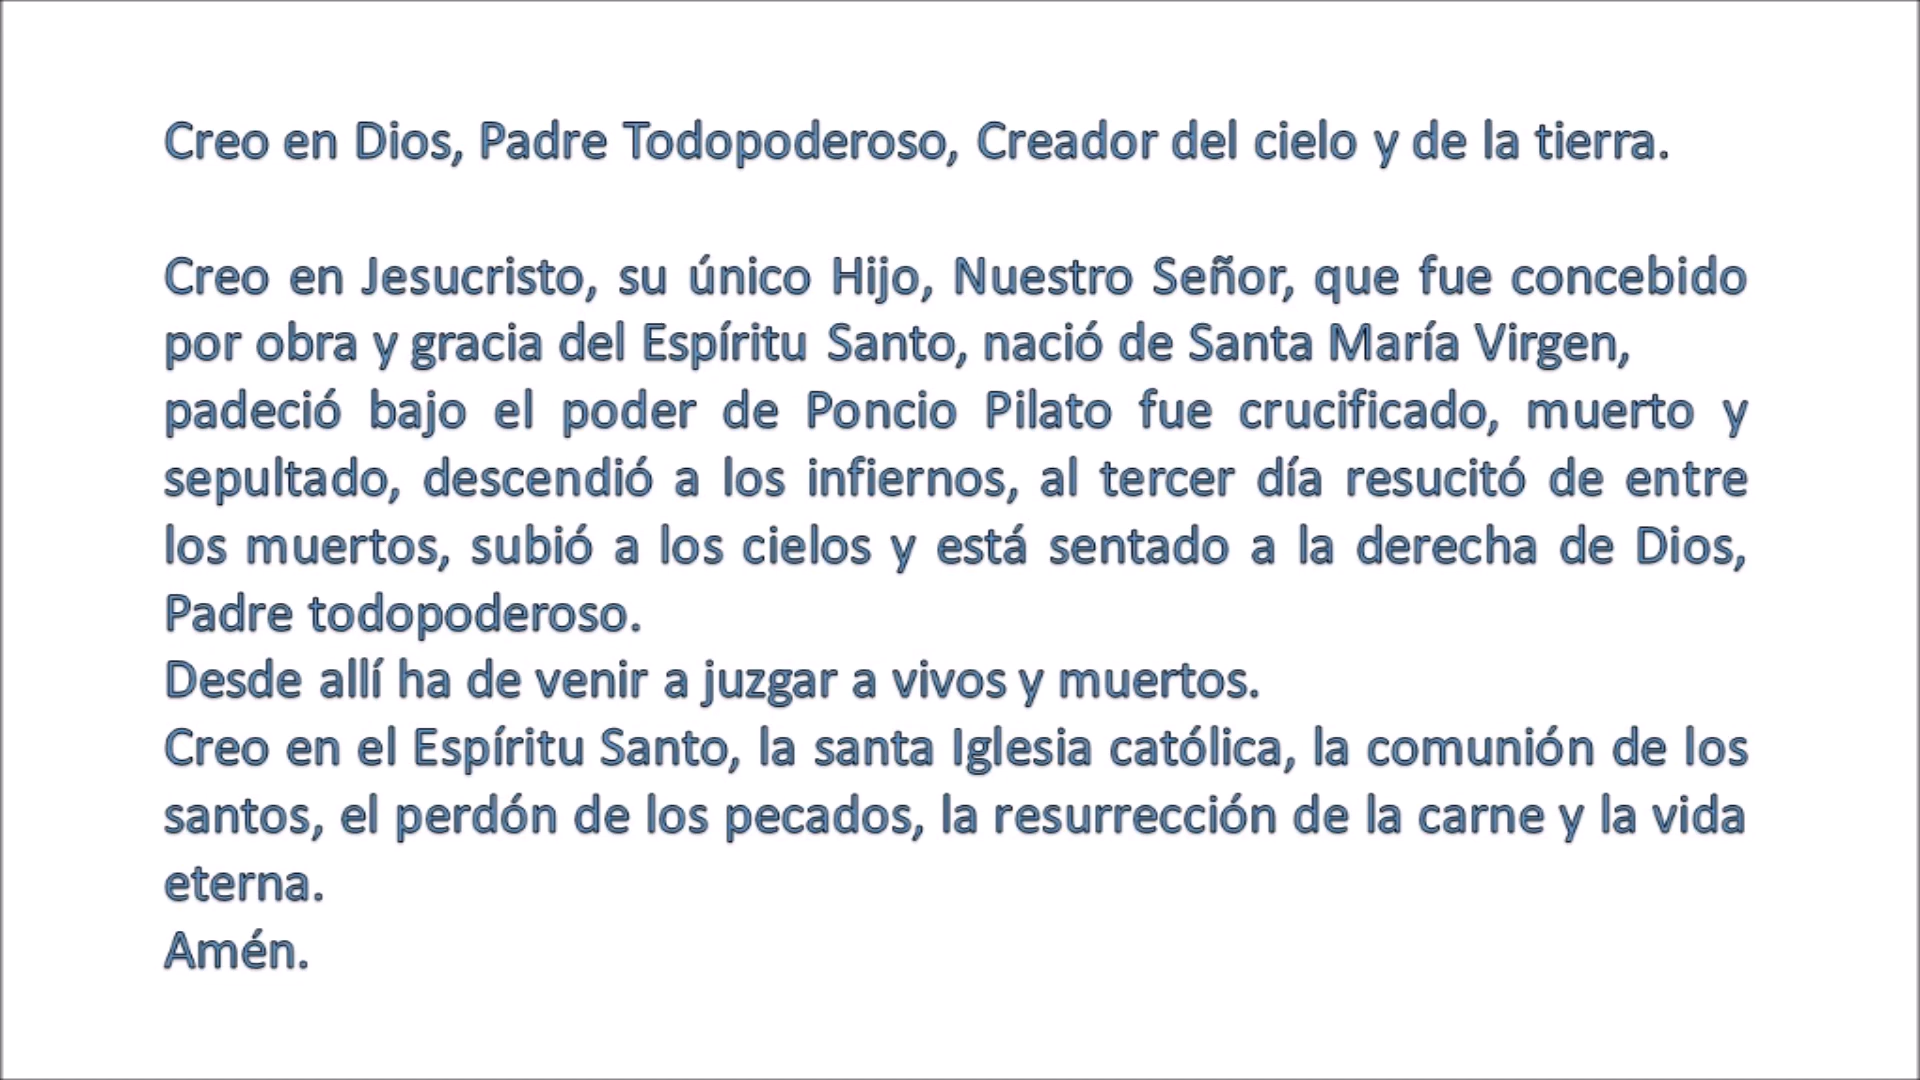 Creo en Dios, Padre Todopoderoso, Creador del cielo y de la tierra.
Creo en Jesucristo, su único Hijo, Nuestro Señor, que fue concebido
por obra y gracia del Espíritu Santo, nació de Santa María Virgen,
padeció bajo el poder de Poncio Pilato fue crucificado, muerto y
sepultado, descendió a los infiernos, al tercer día resucitó de entre
los muertos, subió a los cielos y está sentado a la derecha de Dios,
Padre todopoderoso.
Desde allí ha de venir a juzgar a vivos y muertos.
Creo en el Espíritu Santo, la santa Iglesia católica, la comunión de los
santos, el perdón de los pecados, la resurrección de la carne y la vida
eterna.
Amén.